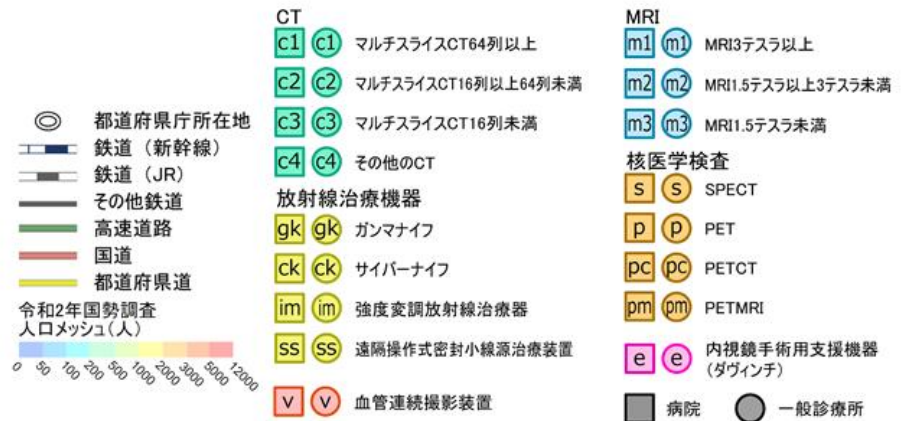 ◎ 都道府県庁所在地
鉄道（新幹線）
鉄道（JR）
その他鉄道
高速道路
国道
都道府県道
令和2年国勢調査
人口メッシュ(人)
0 50 100 200 500 1000 2000 3000 5000 12000
CT
c1 c1 マルチスライスCT64列以上
c2 c2 マルチスライスCT16列以上64列未満
c3 c3 マルチスライスCT16列未満
c4 c4 その他のCT
放射線治療機器
gk gk ガンマナイフ
ck ck サイバーナイフ
im im 強度変調放射線治療器
ss ss 遠隔操作式密封小線源治療装置
v v 血管連続撮影装置
MRI
m1 m1 MRI3テスラ以上
m2 m2 MRI1.5テスラ以上3テスラ未満
m3 m3 MRI1.5テスラ未満
核医学検査
s s SPECT
p p PET
pc pc PETCT
pm pm PETMRI
e e 内視鏡手術用支援機器
(ダヴィンチ)
病院 一般診療所